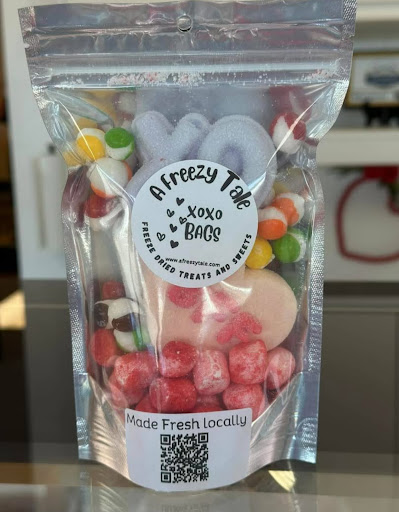 A Freezy Tale
XOXO
BAGS
www.afreezytale.com
FREEZE DRIED TREATS AND SWEETS
Made Fresh locally